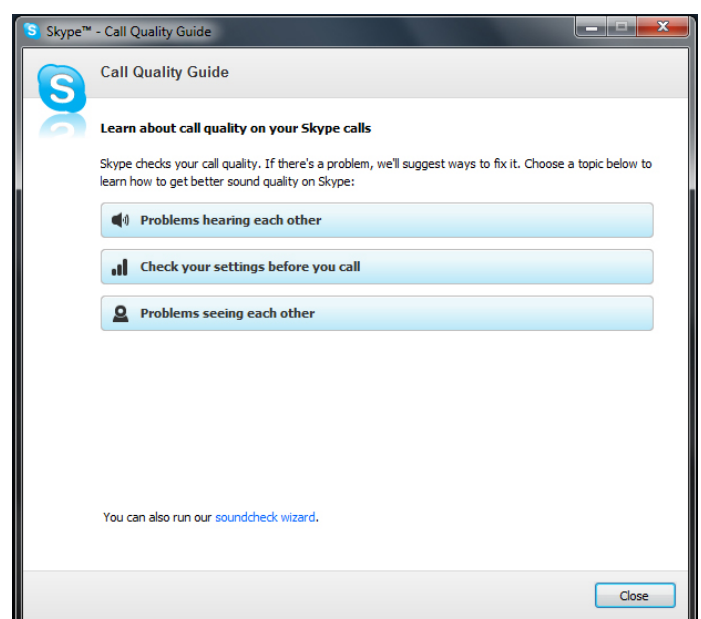 Skype™ - Call Quality Guide
Call Quality Guide
Learn about call quality on your Skype calls
Skype checks your call quality. If there's a problem, we'll suggest ways to fix it. Choose a topic below to
learn how to get better sound quality on Skype:
Problems hearing each other
Check your settings before you call
Problems seeing each other
You can also run our soundcheck wizard.
Close